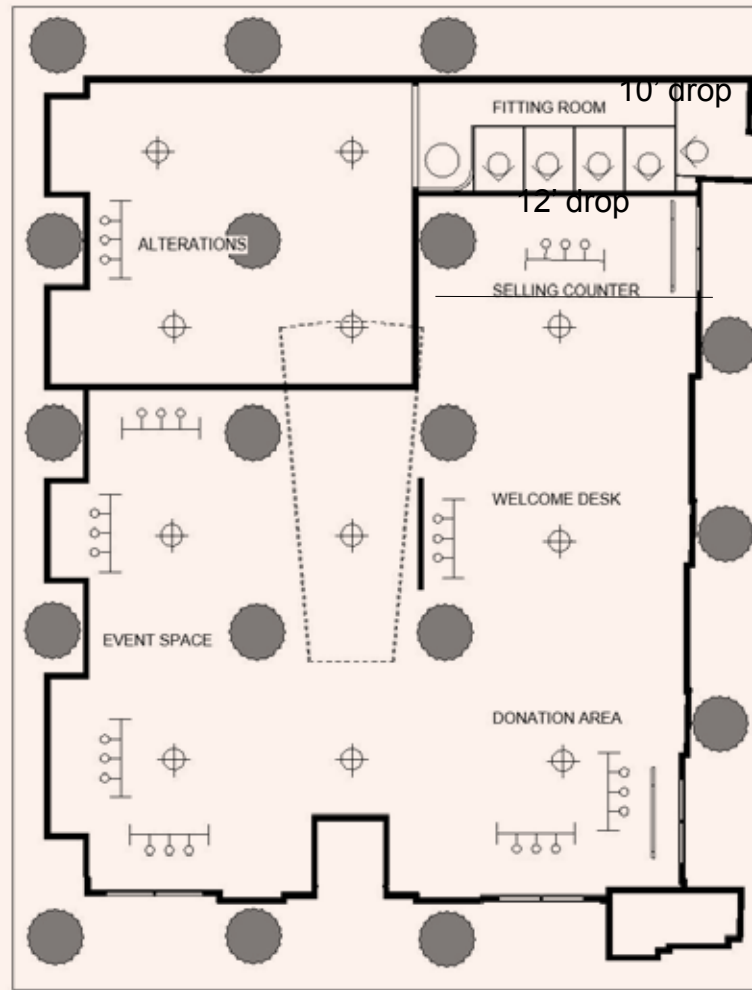 10' drop
FITTING ROOM
12' drop
ALTERATIONS
SELLING COUNTER
WELCOME DESK
EVENT SPACE
DONATION AREA